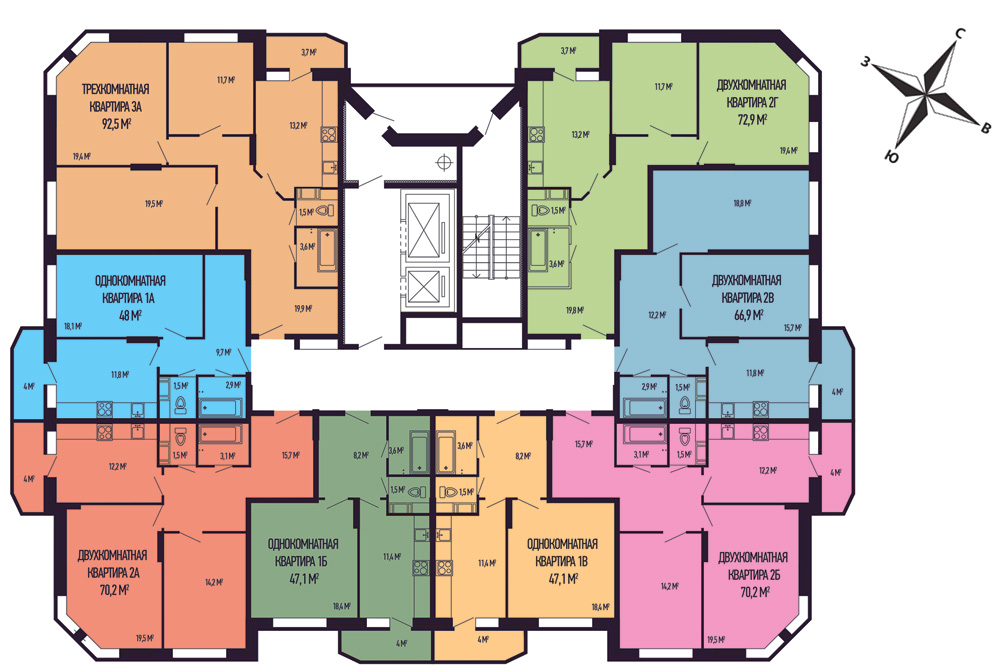 3,7 М²
3,7 М²
С
З
В
Ю
ТРЕХКОМНАТНАЯ
КВАРТИРА 3А
92,5 М²
19,4 М²
11,7 М²
13,2 М²
13,2 М²
11,7 М²
ДВУХКОМНАТНАЯ
КВАРТИРА 2Г
72,9 М²
19,4 М²
19,5 М²
1,5 М²
3,6 М²
19,9 М²
1,5 М²
3,6 М²
19,8 М²
18,8 М²
ОДНОКОМНАТНАЯ
КВАРТИРА 1А
48 М²
18,1 М²
9,7 М²
4 М²
11,8 М²
1,5 М²
2,9 М²
ДВУХКОМНАТНАЯ
КВАРТИРА 2В
66,9 М²
15,7 М²
12,2 М²
2,9 М²
1,5 М²
11,8 М²
4 М²
4 М²
12,2 М²
1,5 М²
3,1 М²
15,7 М²
ДВУХКОМНАТНАЯ
КВАРТИРА 2А
70,2 М²
19,5 М²
14,2 М²
8,2 М²
3,6 М²
1,5 М²
ОДНОКОМНАТНАЯ
КВАРТИРА 1Б
47,1 М²
18,4 М²
11,4 М²
4 М²
3,6 М²
8,2 М²
1,5 М²
11,4 М²
ОДНОКОМНАТНАЯ
КВАРТИРА 1В
47,1 М²
18,4 М²
4 М²
15,7 М²
3,1 М²
1,5 М²
12,2 М²
4 М²
14,2 М²
ДВУХКОМНАТНАЯ
КВАРТИРА 2Б
70,2 М²
19,5 М²